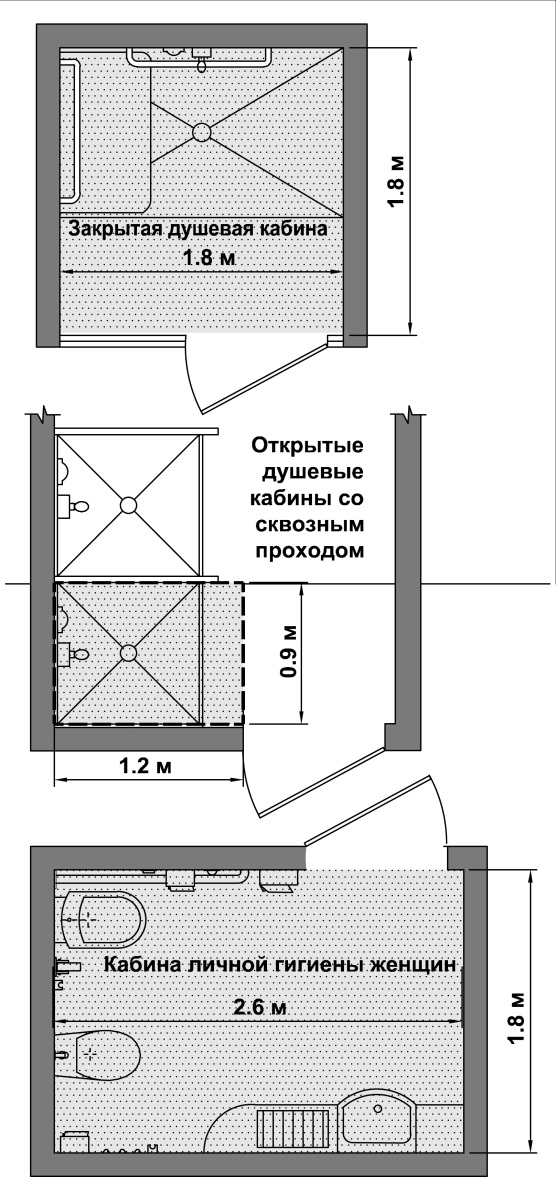 1.8 м
Закрытая душевая кабина
1.8 м
Открытые
душевые
кабины со
сквозным
проходом
0.9 м
1.2 м
Кабина личной гигиены женщин
2.6 м
1.8 м